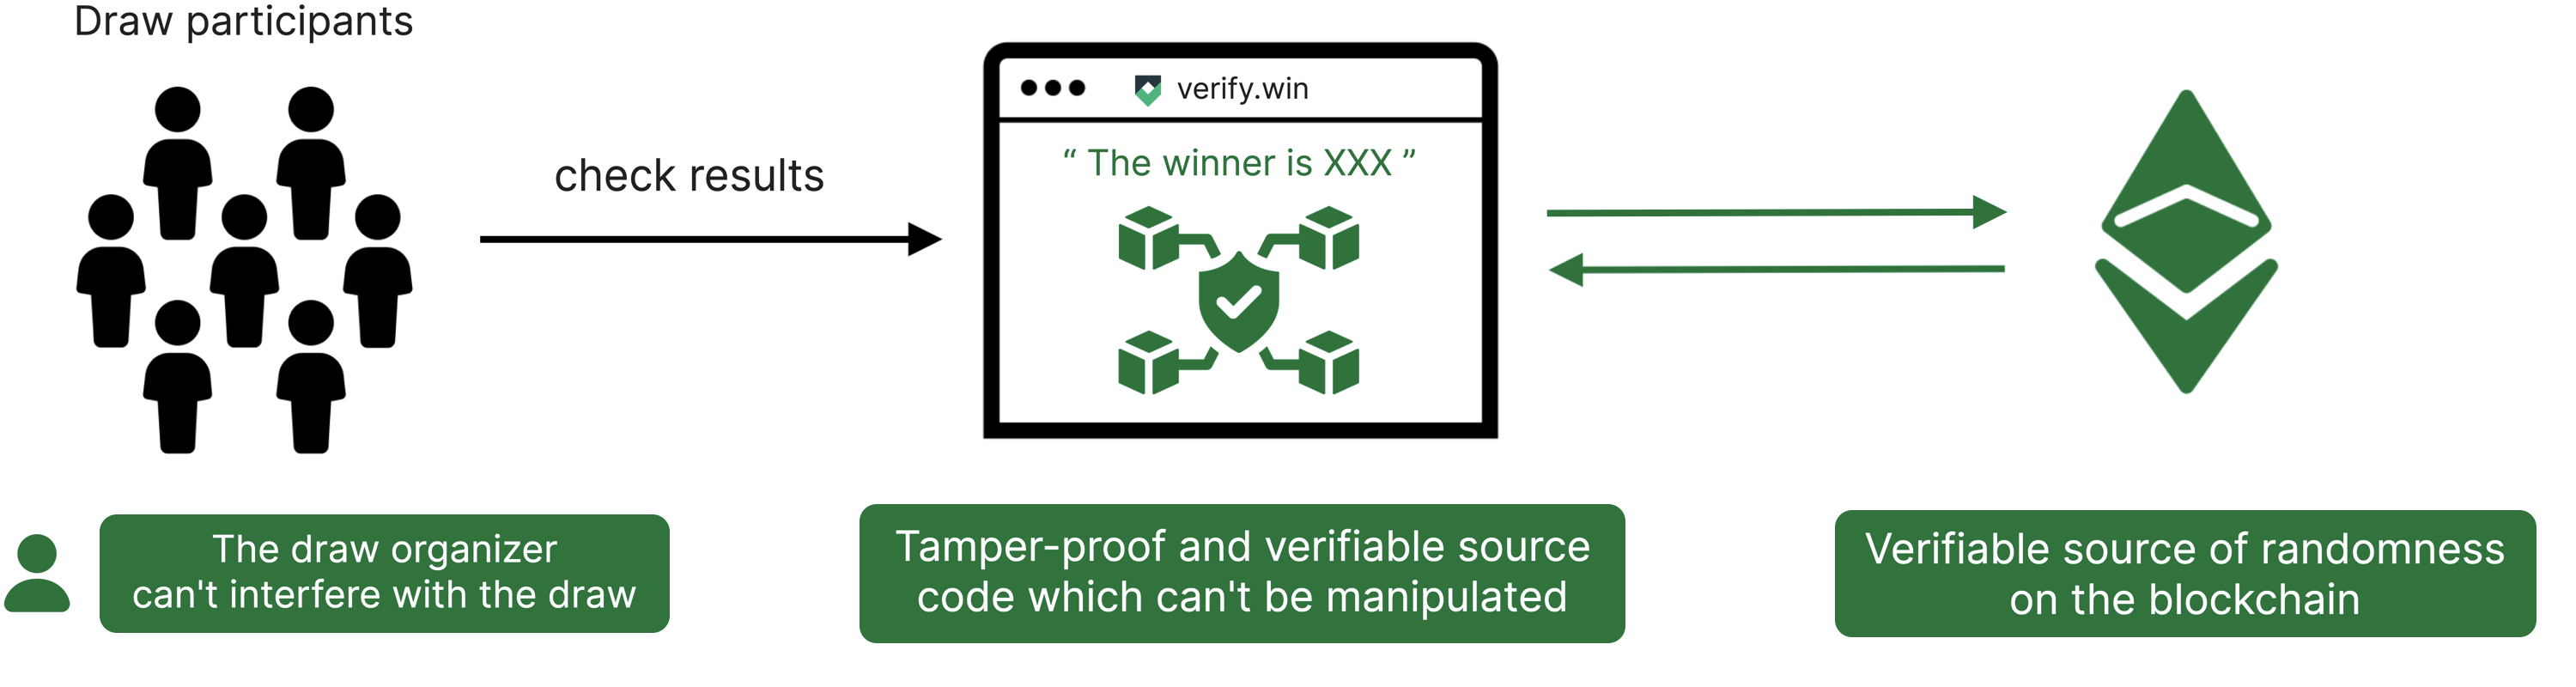 Draw participants
check results
verify.win
“ The winner is XXX ”
The draw organizer
can't interfere with the draw
Tamper-proof and verifiable source
code which can't be manipulated
Verifiable source of randomness
on the blockchain